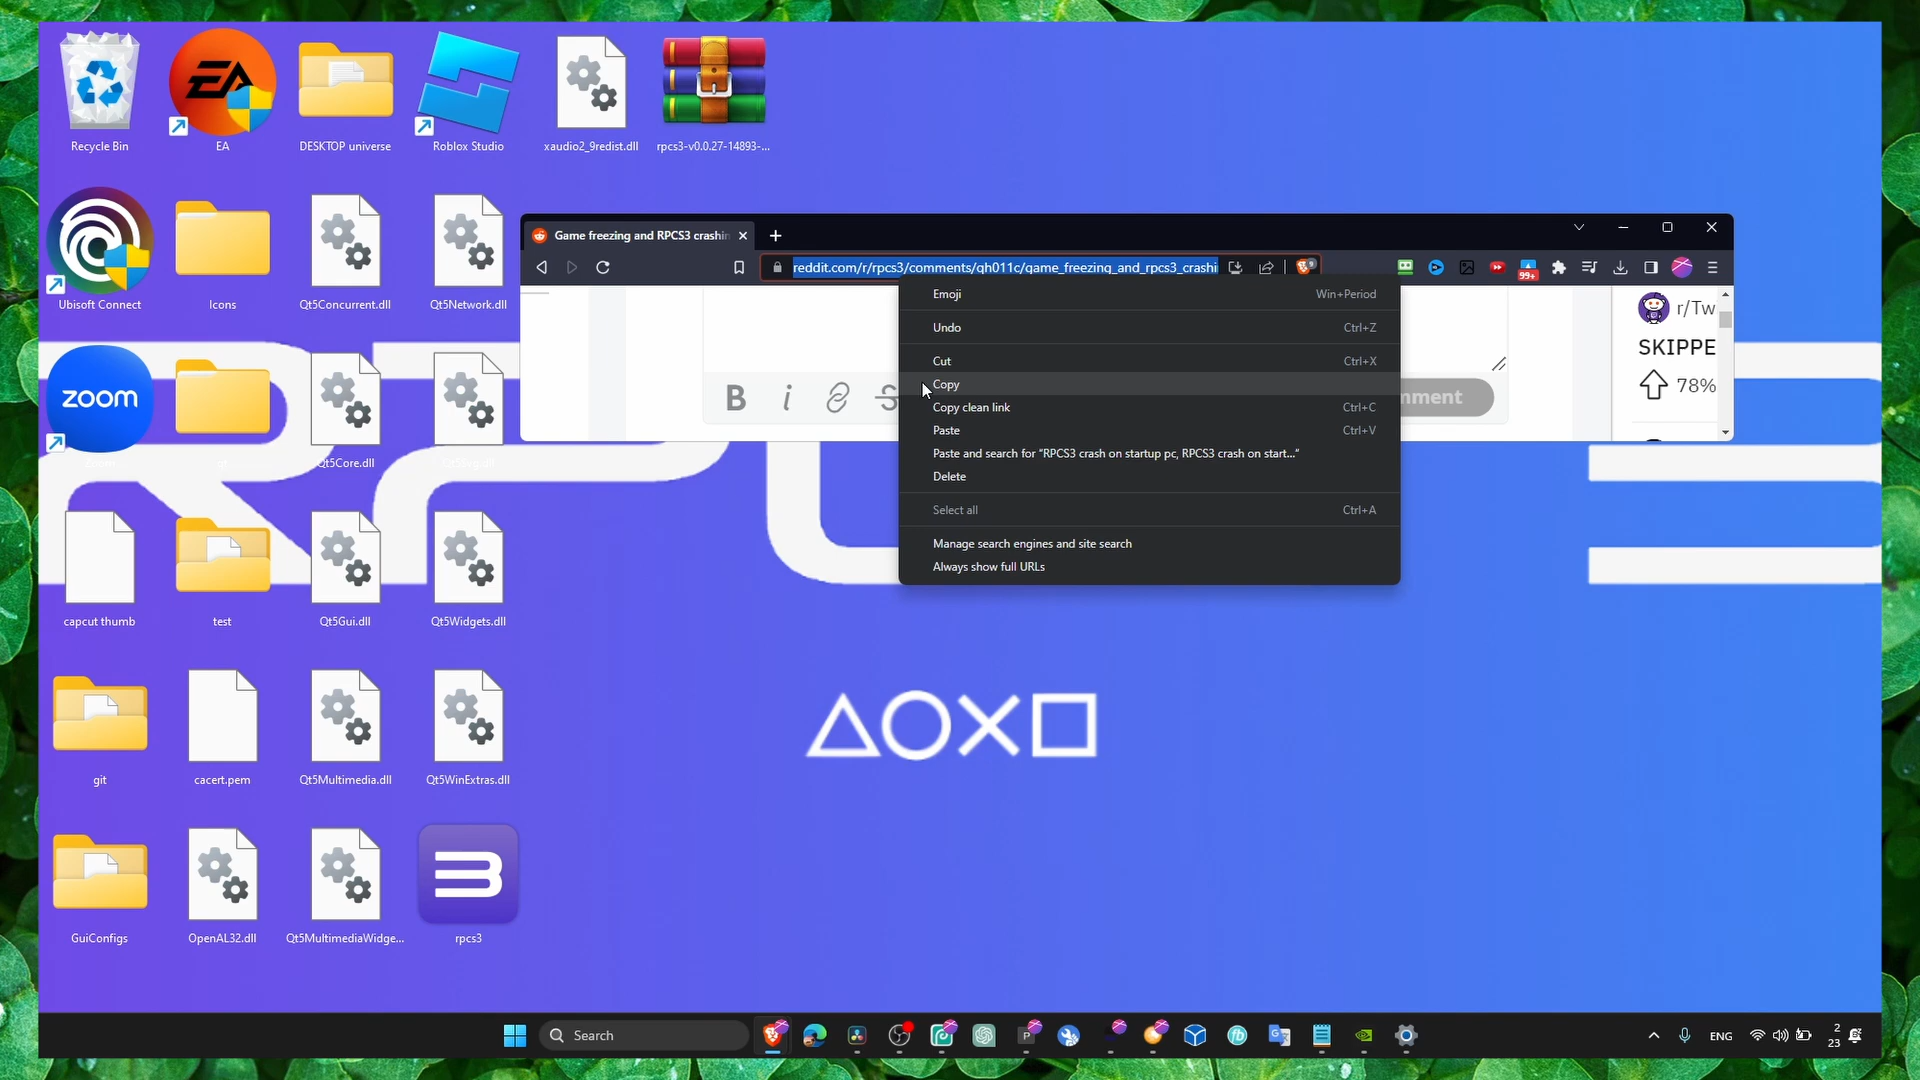 Recycle Bin
EA
DESKTOP universe
Roblox Studio
xaudio2_9redist.dll
rpcs3-v0.0.27-14893-...
Ubisoft Connect
Icons
Qt5Concurrent.dll
Qt5Network.dll
zoom
Qt5Core.dll
capcut thumb
test
Qt5Gui.dll
Qt5Widgets.dll
git
cacert.pem
Qt5Multimedia.dll
Qt5WinExtras.dll
GuiConfigs
OpenAL32.dll
Qt5MultimediaWidge...
rpcs3
Game freezing and RPCS3 crashin
reddit.com/r/rpcs3/comments/qh011c/game_freezing_and_rpcs3_crashi
99+
Emoji Win+Period
Undo Ctrl+Z
Cut Ctrl+X
Copy
Copy clean link Ctrl+C
Paste Ctrl+V
Paste and search for “RPCS3 crash on startup pc, RPCS3 crash on start...”
Delete
Select all Ctrl+A
Manage search engines and site search
Always show full URLs
B i S
mment
r/Tw
SKIPPE
78%
Search
ENG
2
23